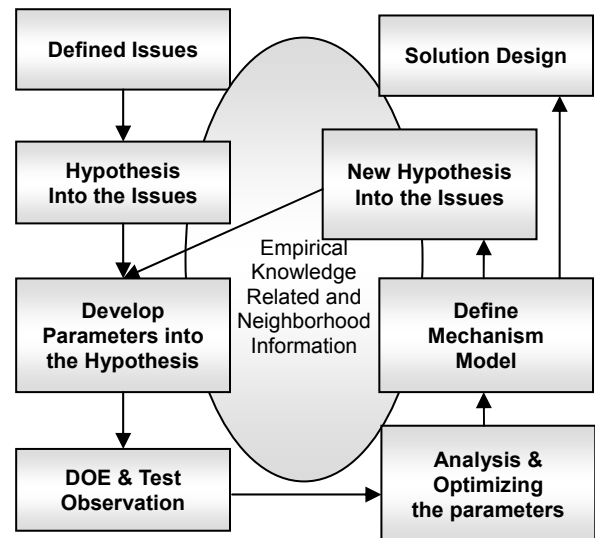 Defined Issues
Solution Design
Hypothesis
Into the Issues
New Hypothesis
Into the Issues
Empirical
Knowledge
Related and
Neighborhood
Information
Develop
Parameters into
the Hypothesis
Define
Mechanism
Model
DOE & Test
Observation
Analysis &
Optimizing
the parameters